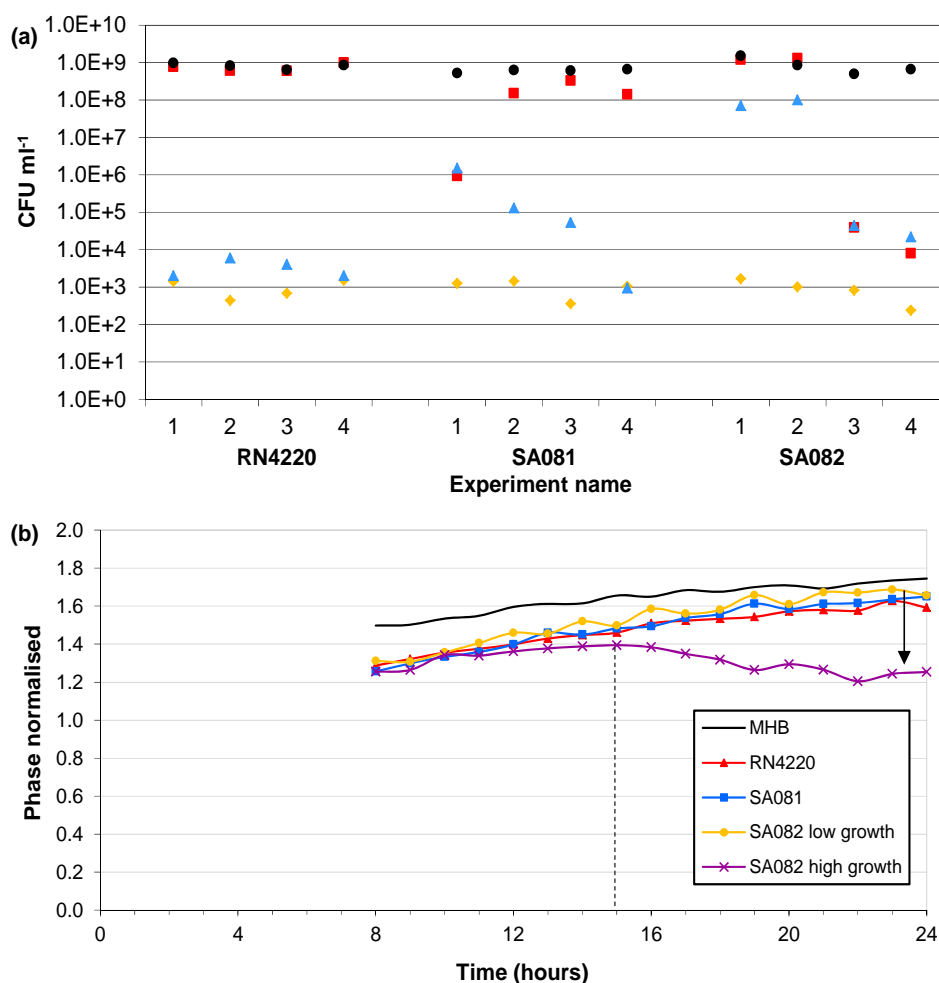 (a)
1.0E+10
1.0E+9
1.0E+8
1.0E+7
1.0E+6
1.0E+5
1.0E+4
1.0E+3
1.0E+2
1.0E+1
1.0E+0
CFU ml-1
1 2 3 4 1 2 3 4 1 2 3 4
RN4220 SA081 SA082
Experiment name
(b)
2.0
1.8
1.6
1.4
1.2
1.0
0.8
0.6
0.4
0.2
0.0
Phase normalised
MHB
RN4220
SA081
SA082 low growth
SA082 high growth
0 4 8 12 16 20 24
Time (hours)